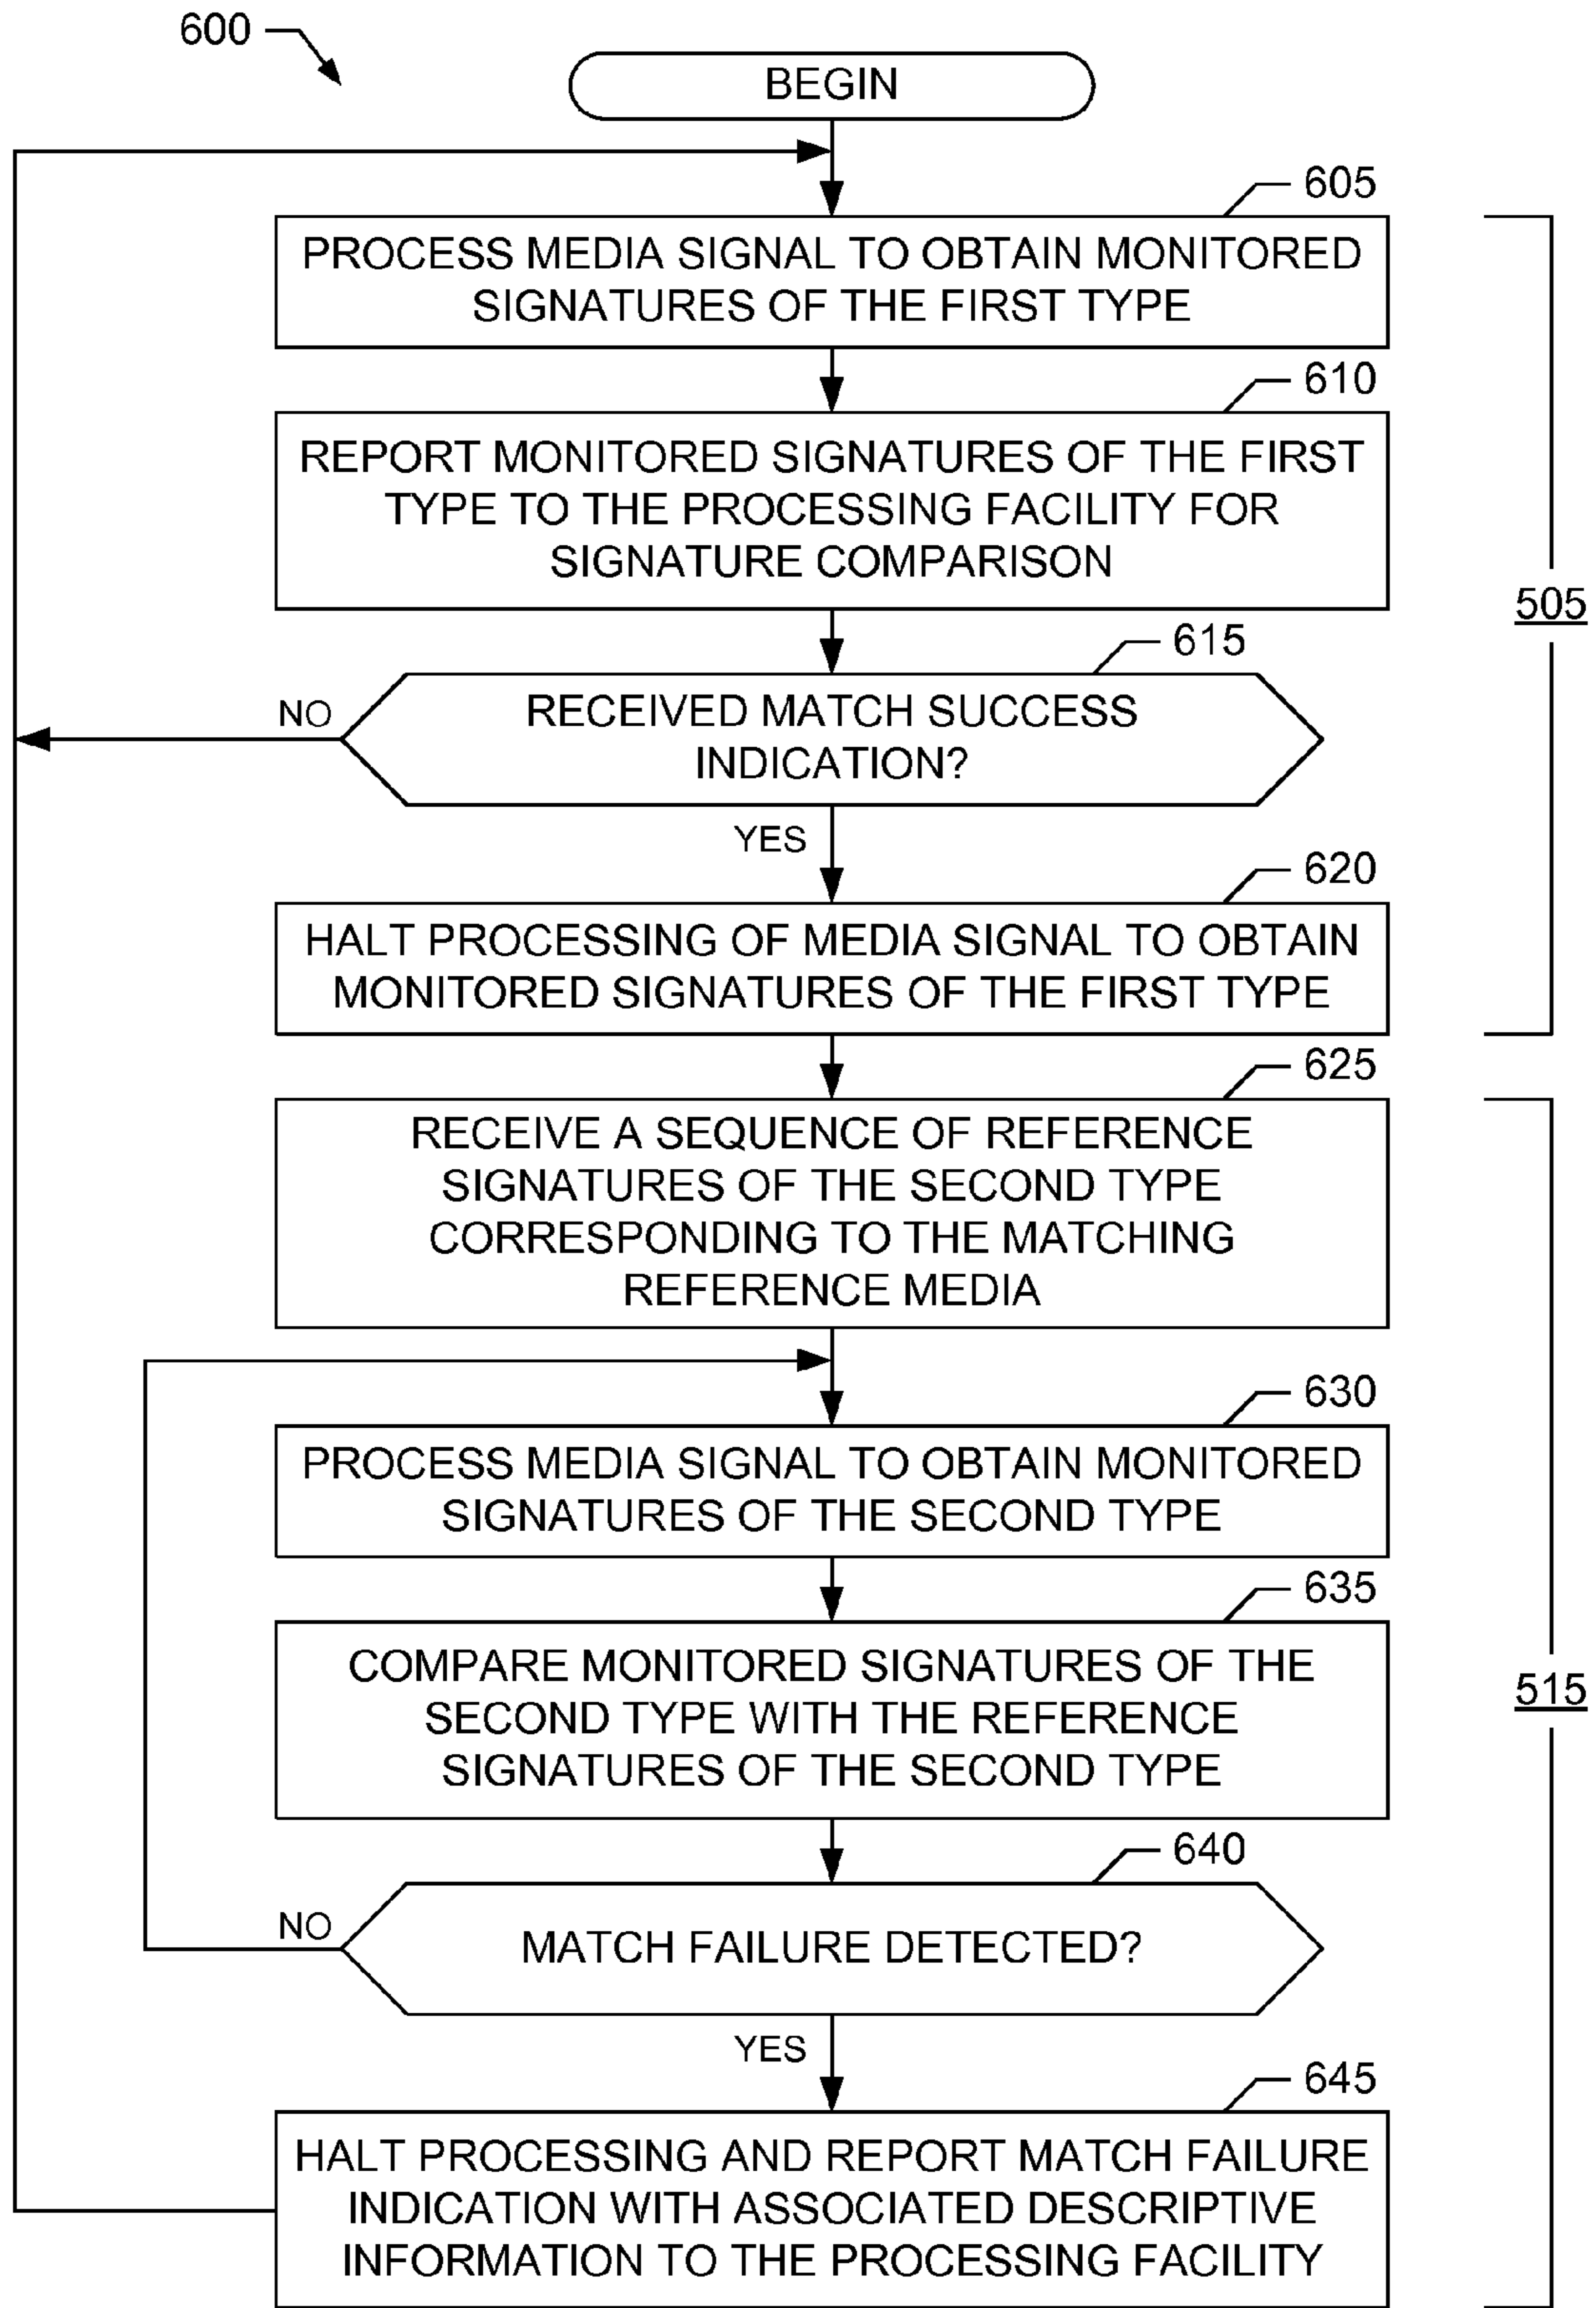 600
BEGIN
605
PROCESS MEDIA SIGNAL TO OBTAIN MONITORED
SIGNATURES OF THE FIRST TYPE
610
REPORT MONITORED SIGNATURES OF THE FIRST
TYPE TO THE PROCESSING FACILITY FOR
SIGNATURE COMPARISON
505
615
NO
RECEIVED MATCH SUCCESS
INDICATION?
YES
620
HALT PROCESSING OF MEDIA SIGNAL TO OBTAIN
MONITORED SIGNATURES OF THE FIRST TYPE
625
RECEIVE A SEQUENCE OF REFERENCE
SIGNATURES OF THE SECOND TYPE
CORRESPONDING TO THE MATCHING
REFERENCE MEDIA
630
PROCESS MEDIA SIGNAL TO OBTAIN MONITORED
SIGNATURES OF THE SECOND TYPE
635
COMPARE MONITORED SIGNATURES OF THE
SECOND TYPE WITH THE REFERENCE
SIGNATURES OF THE SECOND TYPE
515
640
NO
MATCH FAILURE DETECTED?
YES
645
HALT PROCESSING AND REPORT MATCH FAILURE
INDICATION WITH ASSOCIATED DESCRIPTIVE
INFORMATION TO THE PROCESSING FACILITY